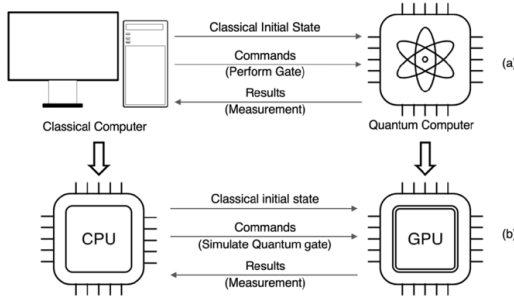 Classical Initial State
Commands
(Perform Gate)
Results
(Measurement)
Classical Computer
Quantum Computer
(a)
Classical initial state
Commands
(Simulate Quantum gate)
Results
(Measurement)
CPU
GPU
(b)